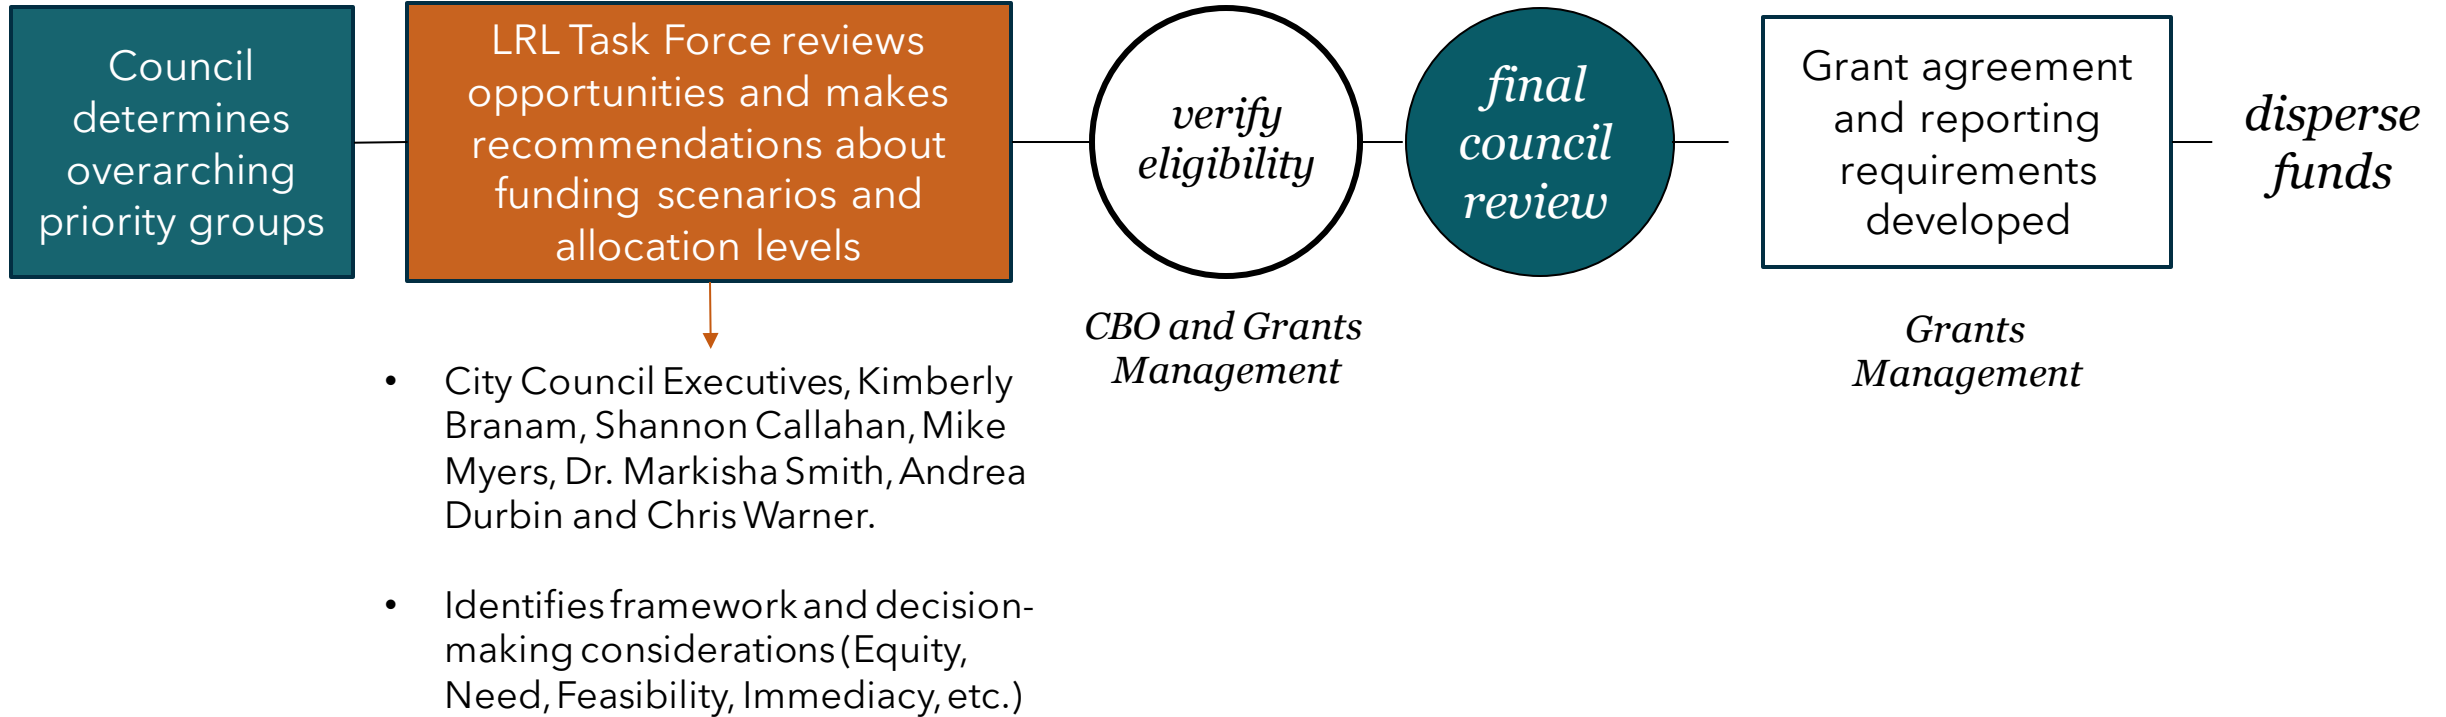 Council
determines
overarching
priority groups
LRL Task Force reviews
opportunities and makes
recommendations about
funding scenarios and
allocation levels
verify
eligibility
final
council
review
Grant agreement
and reporting
requirements
developed
disperse
funds
CBO and Grants
Management
Grants
Management
• City Council Executives, Kimberly
Branam, Shannon Callahan, Mike
Myers, Dr. Markisha Smith, Andrea
Durbin and Chris Warner.
• Identifies framework and decision-
making considerations (Equity,
Need, Feasibility, Immediacy, etc.)